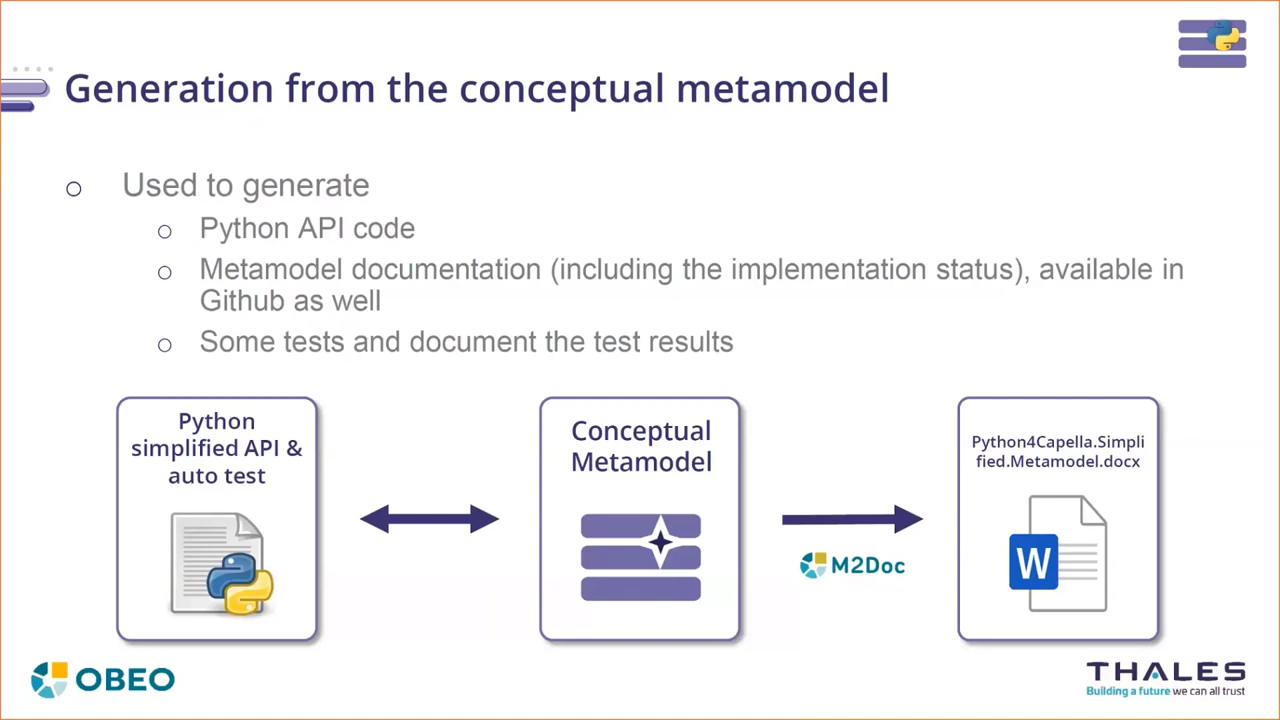 Generation from the conceptual metamodel
Used to generate
Python API code
Metamodel documentation (including the implementation status), available in
Github as well
Some tests and document the test results
Python
simplified API &
auto test
Conceptual
Metamodel
M2Doc
Python4Capella.Simpli
fied.Metamodel.docx
W
OBEO
THALES
Building a future we can all trust